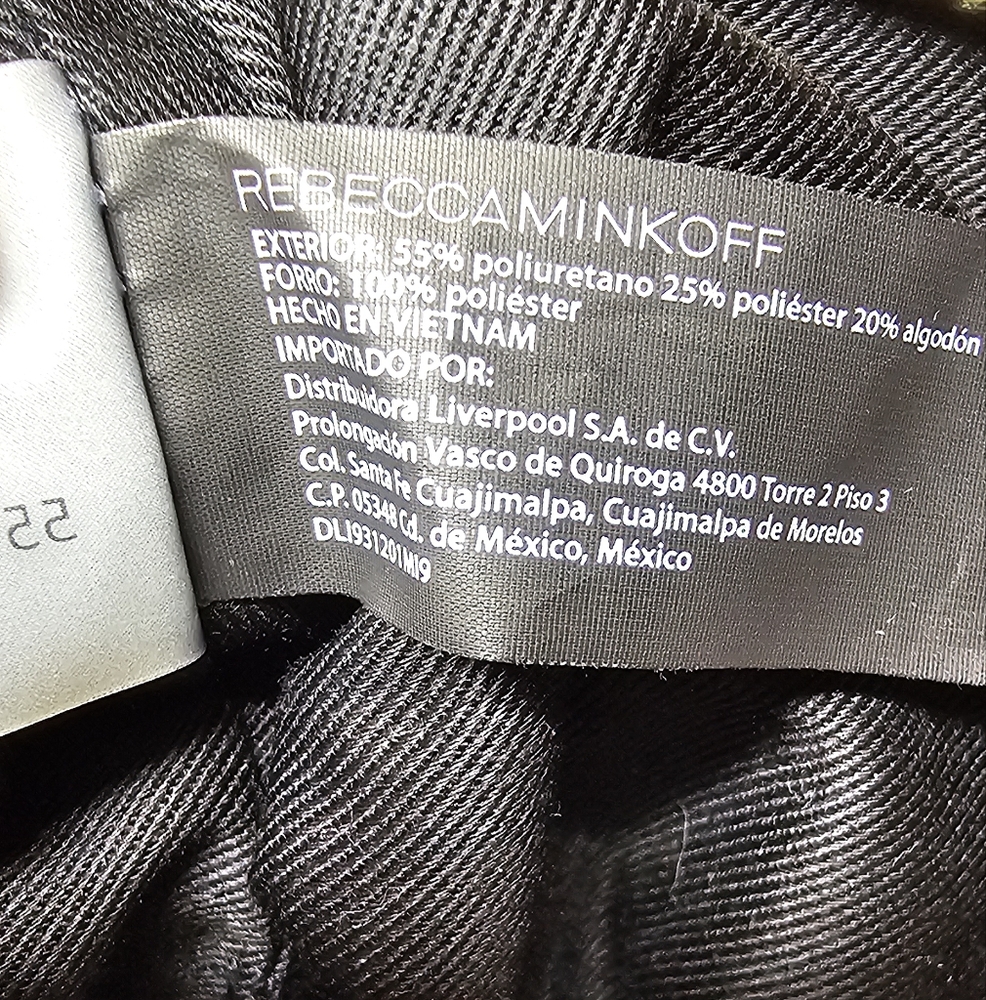 REBECCAMINKOFF
EXTERIOR: 55% poliuretano 25% poliéster 20% algodón
FORRO: 100% poliéster
HECHO EN VIETNAM
IMPORTADO POR:
Distribuidora Liverpool S.A. de C.V.
Prolongación Vasco de Quiroga 4800 Torre 2 Piso 3
Col. Santa Fe Cuajimalpa, Cuajimalpa de Morelos
C.P. 05348 Cd. de México, México
DLI931201MI9